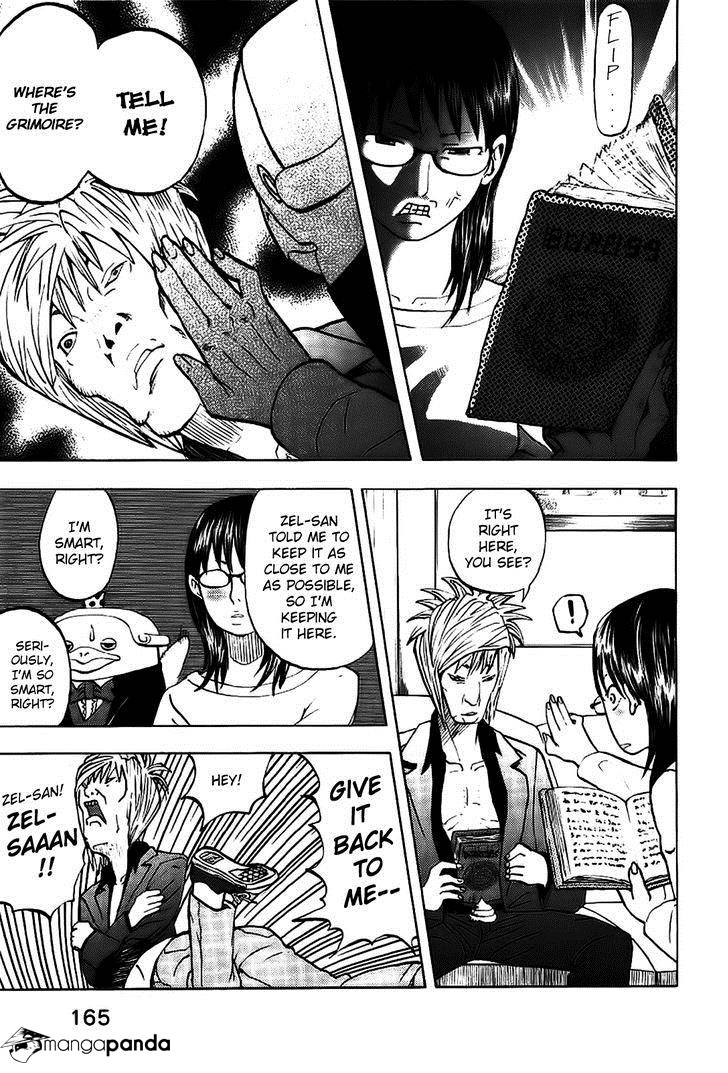 FLIP...
TELL
ME!
WHERE'S
THE
GRIMOIRE?
IT'S
RIGHT
HERE,
YOU SEE?
!
ZEL-SAN
TOLD ME TO
KEEP IT AS
CLOSE TO ME
AS POSSIBLE,
SO I'M
KEEPING
IT HERE.
I'M
SMART,
RIGHT?
SERI-
OUSLY,
I'M SO
SMART,
RIGHT?
GIVE
IT
BACK
TO
ME--
HEY!
ZEL-SAN!
ZEL-
SAAAN
!!
165
mangapanda